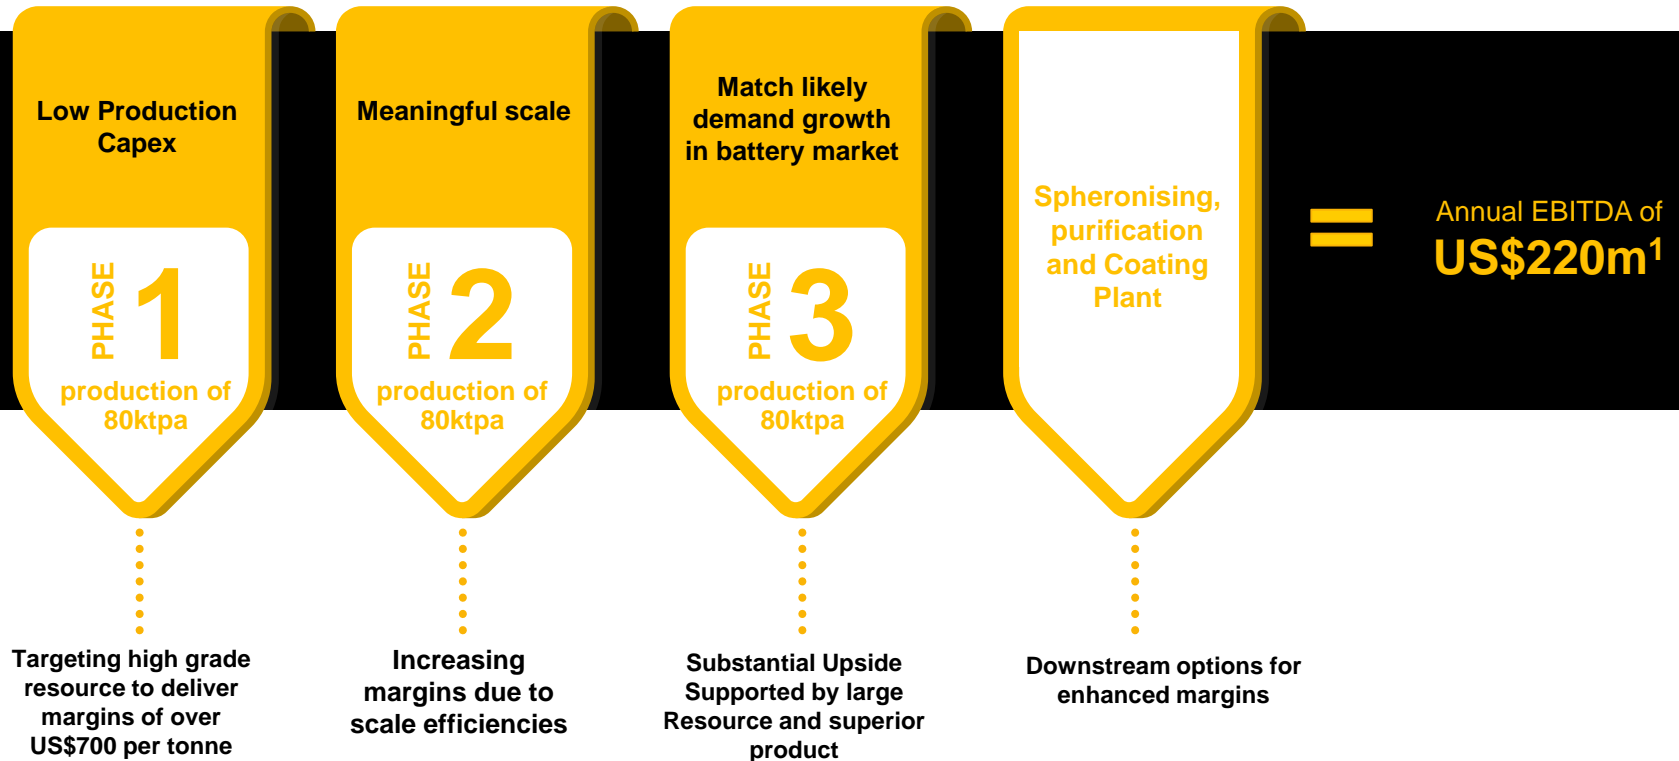 Low Production
Capex
PHASE
1
production of
80ktpa
Targeting high grade
resource to deliver
margins of over
US$700 per tonne
Meaningful scale
PHASE
2
production of
80ktpa
Increasing
margins due to
scale efficiencies
Match likely
demand growth
in battery market
PHASE
3
production of
80ktpa
Substantial Upside
Supported by large
Resource and superior
product
Spheronising,
purification
and Coating
Plant
Downstream options for
enhanced margins
=
Annual EBITDA of
US$220m¹